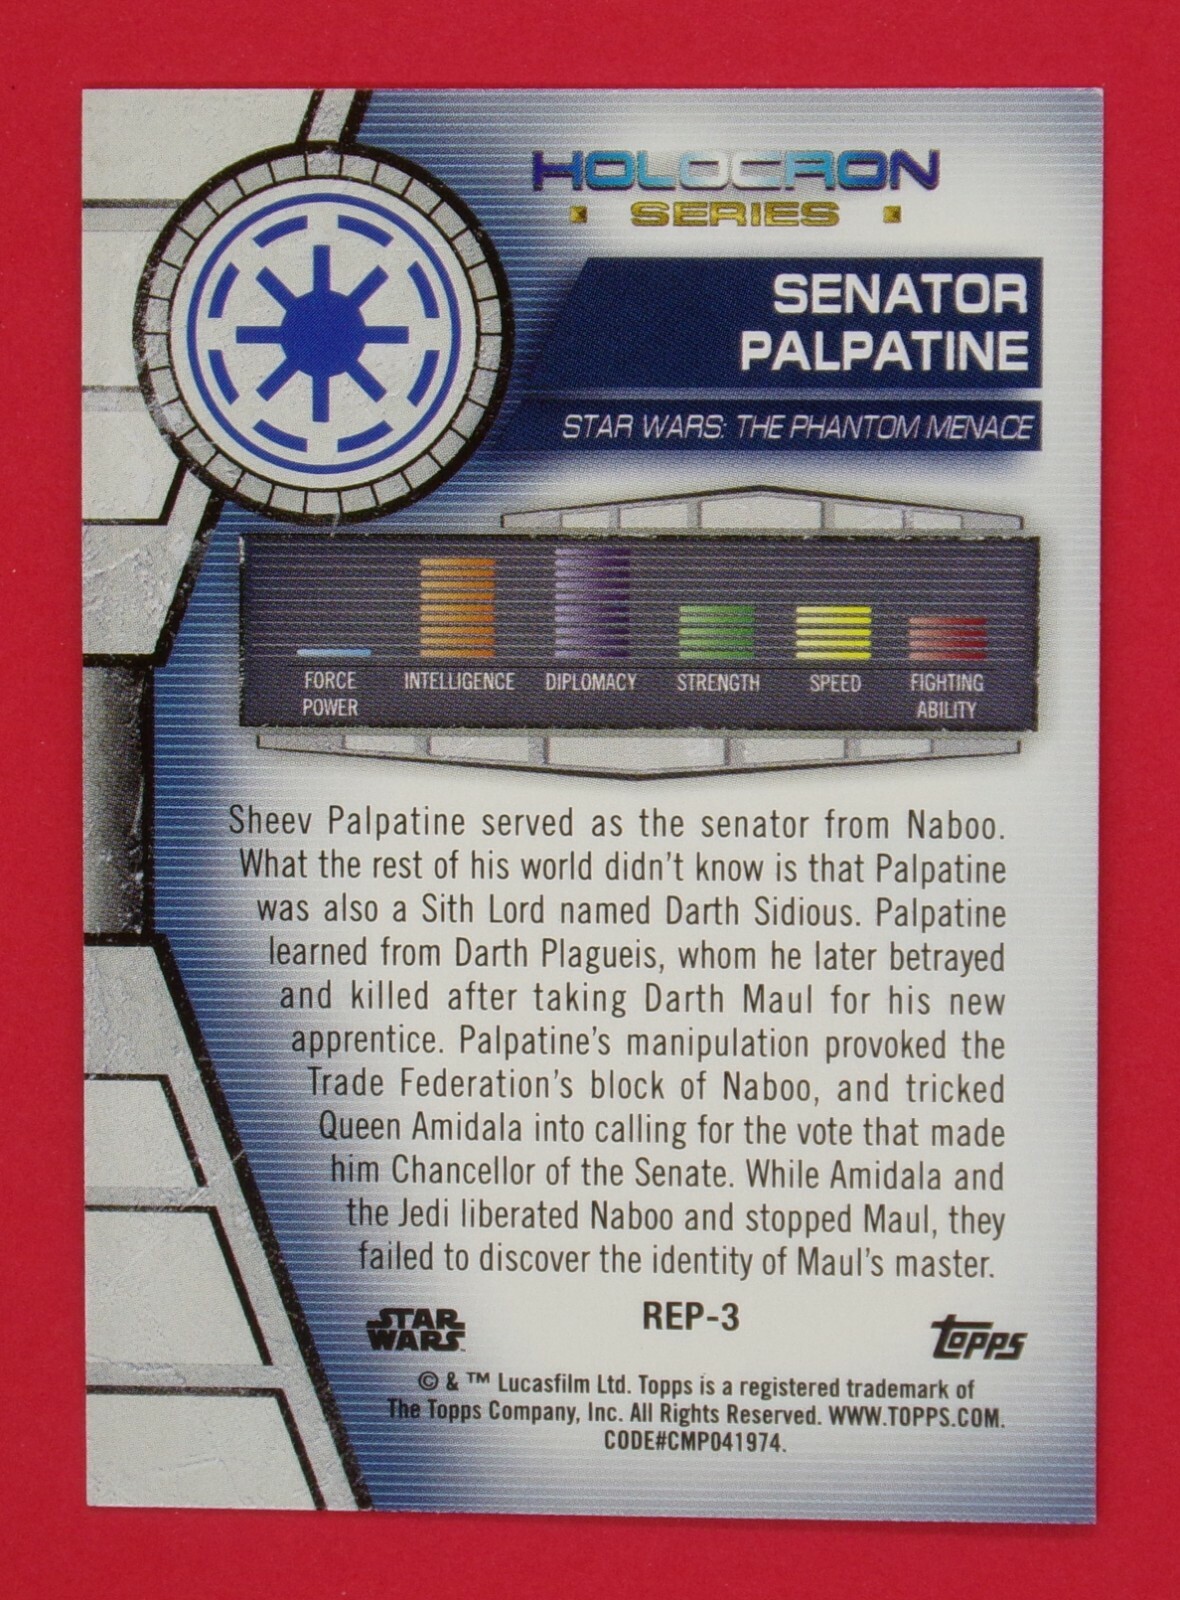 HOLOCRON
SERIES
SENATOR
PALPATINE
STAR WARS: THE PHANTOM MENACE
FORCE POWER
INTELLIGENCE
DIPLOMACY
STRENGTH
SPEED
FIGHTING ABILITY
Sheev Palpatine served as the senator from Naboo.
What the rest of his world didn't know is that Palpatine
was also a Sith Lord named Darth Sidious. Palpatine
learned from Darth Plagueis, whom he later betrayed
and killed after taking Darth Maul for his new
apprentice. Palpatine's manipulation provoked the
Trade Federation's block of Naboo, and tricked
Queen Amidala into calling for the vote that made
him Chancellor of the Senate. While Amidala and
the Jedi liberated Naboo and stopped Maul, they
failed to discover the identity of Maul's master.
STAR
WARS
REP-3
topps
© & ™ Lucasfilm Ltd. Topps is a registered trademark of
The Topps Company, Inc. All Rights Reserved. WWW.TOPPS.COM.
CODE#CMP041974.